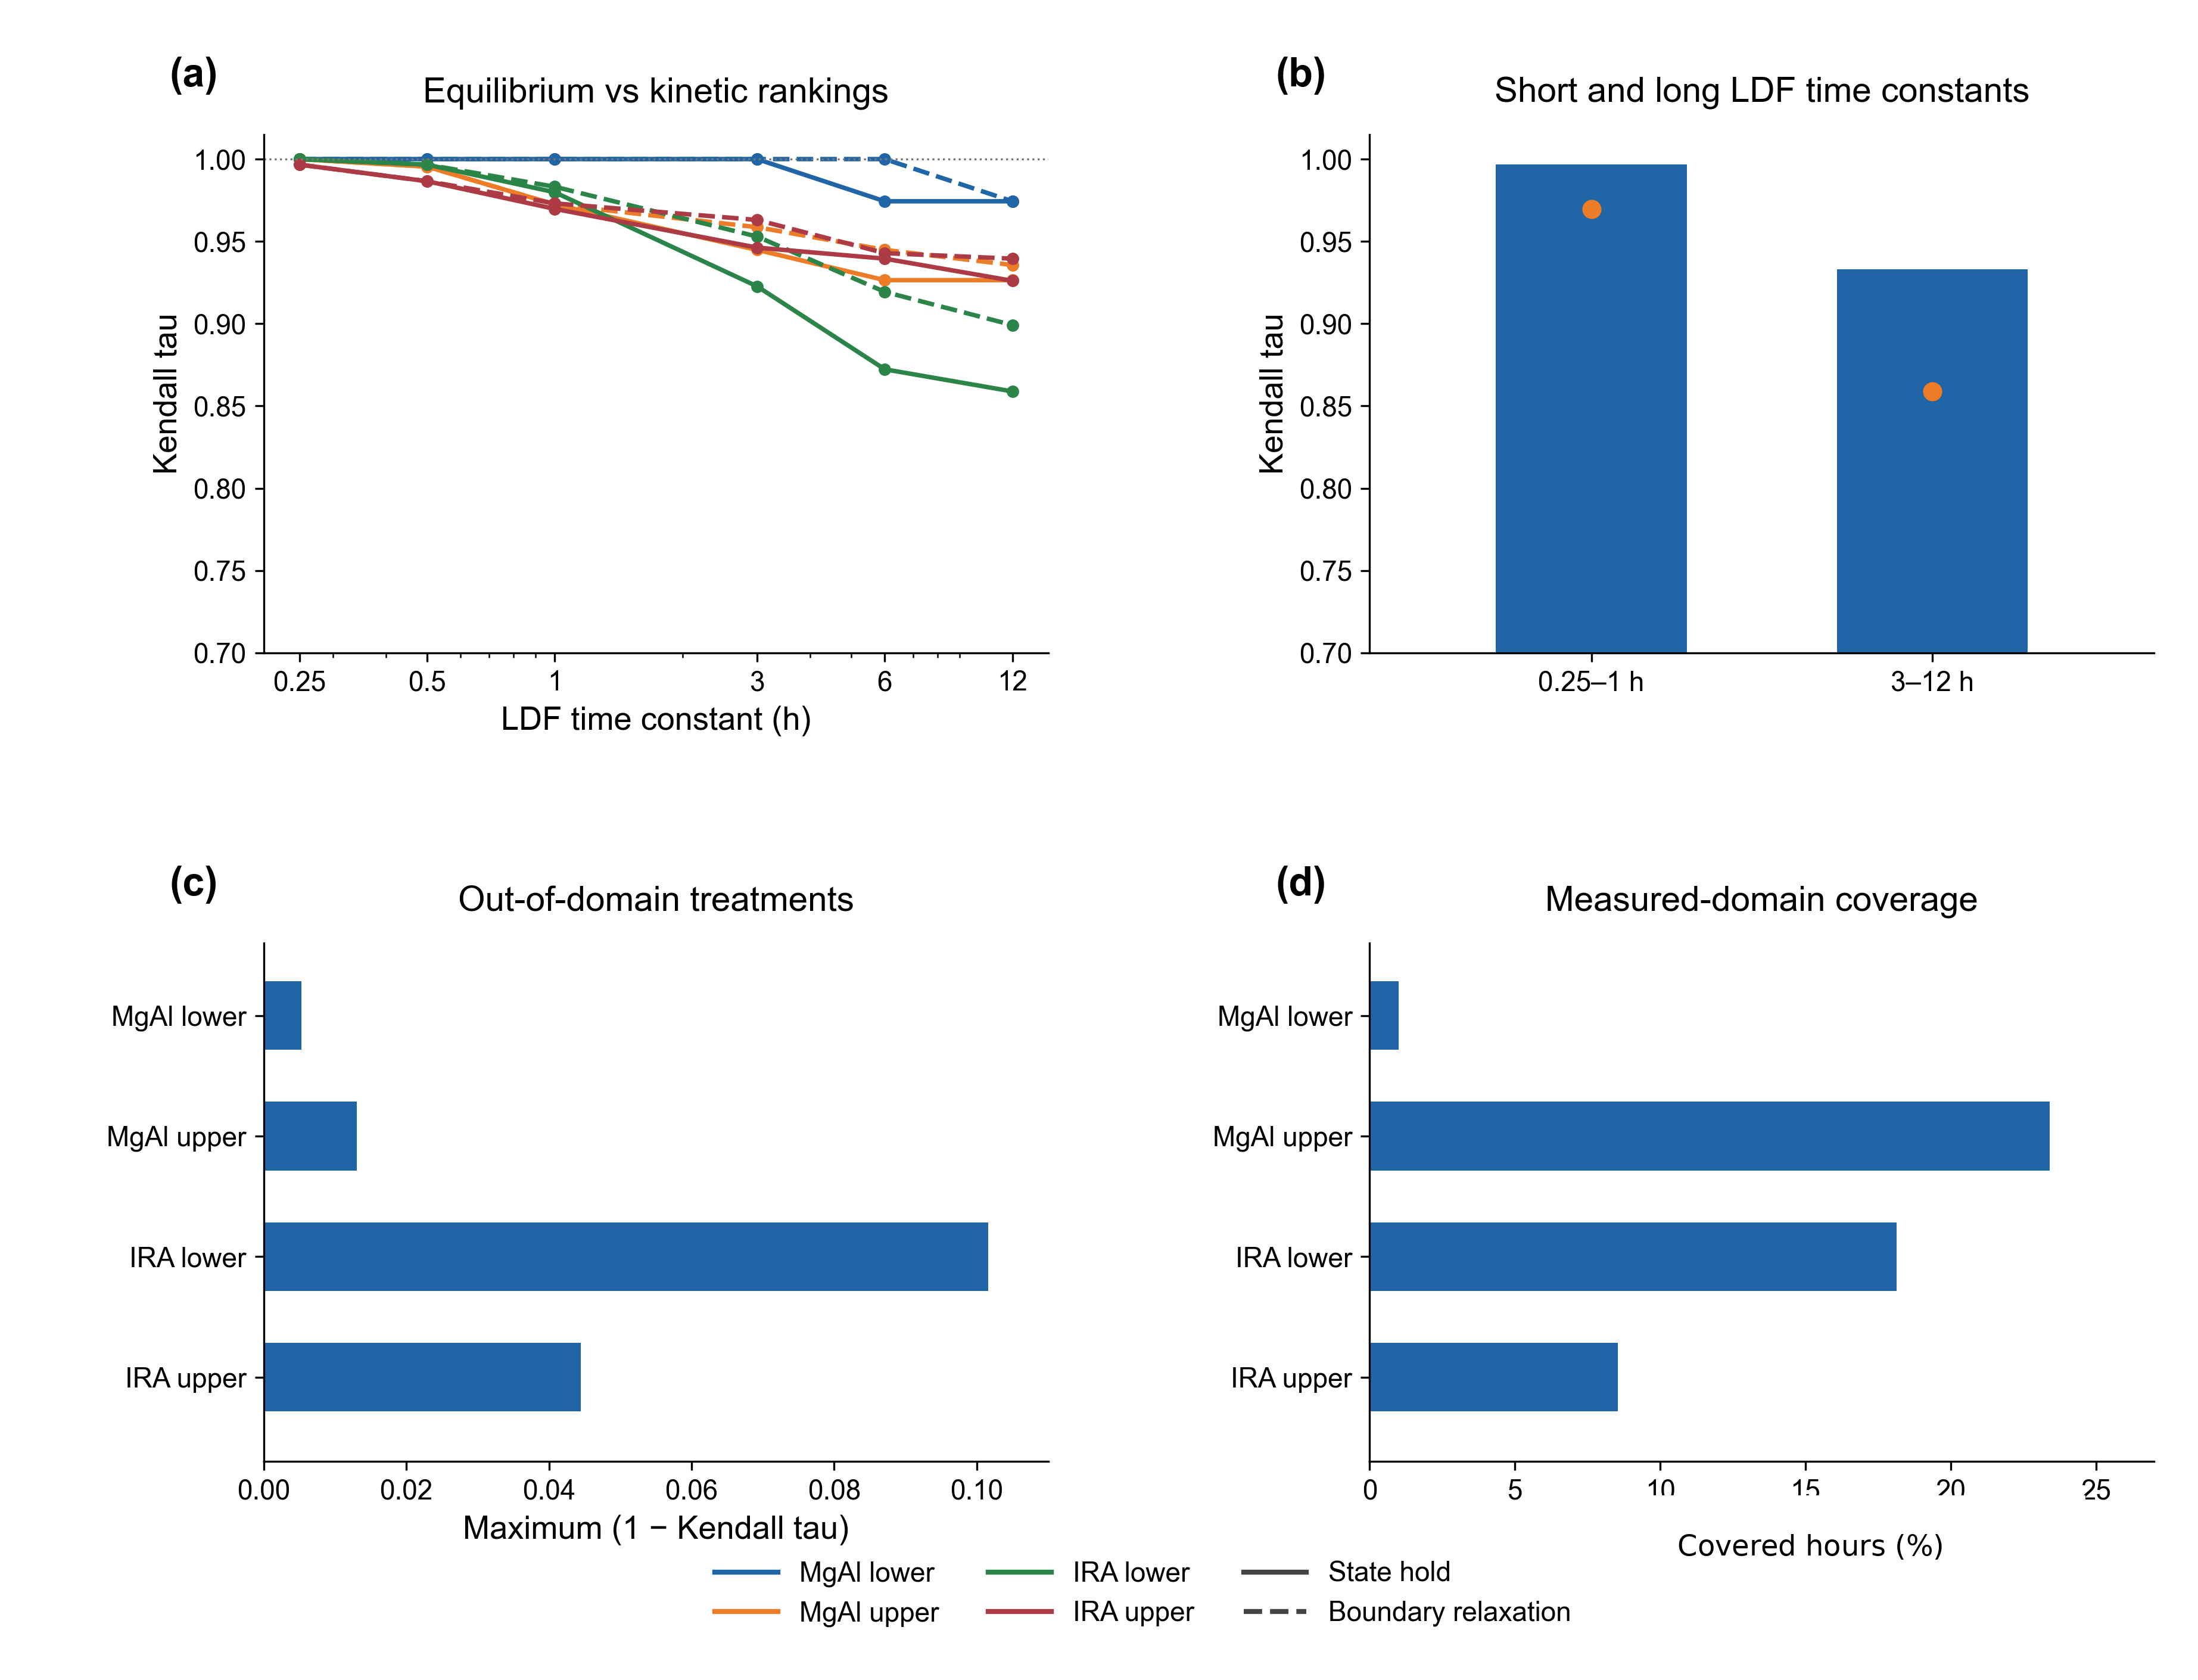 (a)
Equilibrium vs kinetic rankings
1.00
0.95
0.90
0.85
0.80
0.75
0.70
Kendall tau
0.25 0.5 1 3 6 12
LDF time constant (h)
(b)
Short and long LDF time constants
1.00
0.95
0.90
0.85
0.80
0.75
0.70
Kendall tau
0.25–1 h 3–12 h
(c)
Out-of-domain treatments
MgAl lower
MgAl upper
IRA lower
IRA upper
0.00 0.02 0.04 0.06 0.08 0.10
Maximum (1 − Kendall tau)
(d)
Measured-domain coverage
MgAl lower
MgAl upper
IRA lower
IRA upper
0 5 10 15 20 25
Covered hours (%)
MgAl lower IRA lower State hold
MgAl upper IRA upper Boundary relaxation